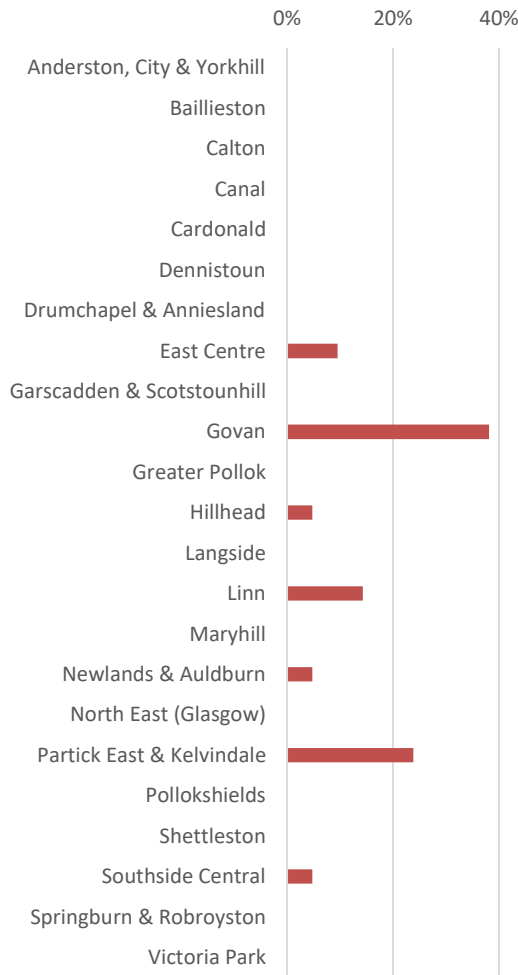 0% 20% 40%
Anderston, City & Yorkhill
Baillieston
Calton
Canal
Cardonald
Dennistoun
Drumchapel & Anniesland
East Centre
Garscadden & Scotstounhill
Govan
Greater Pollok
Hillhead
Langside
Linn
Maryhill
Newlands & Auldburn
North East (Glasgow)
Partick East & Kelvindale
Pollokshields
Shettleston
Southside Central
Springburn & Robroyston
Victoria Park